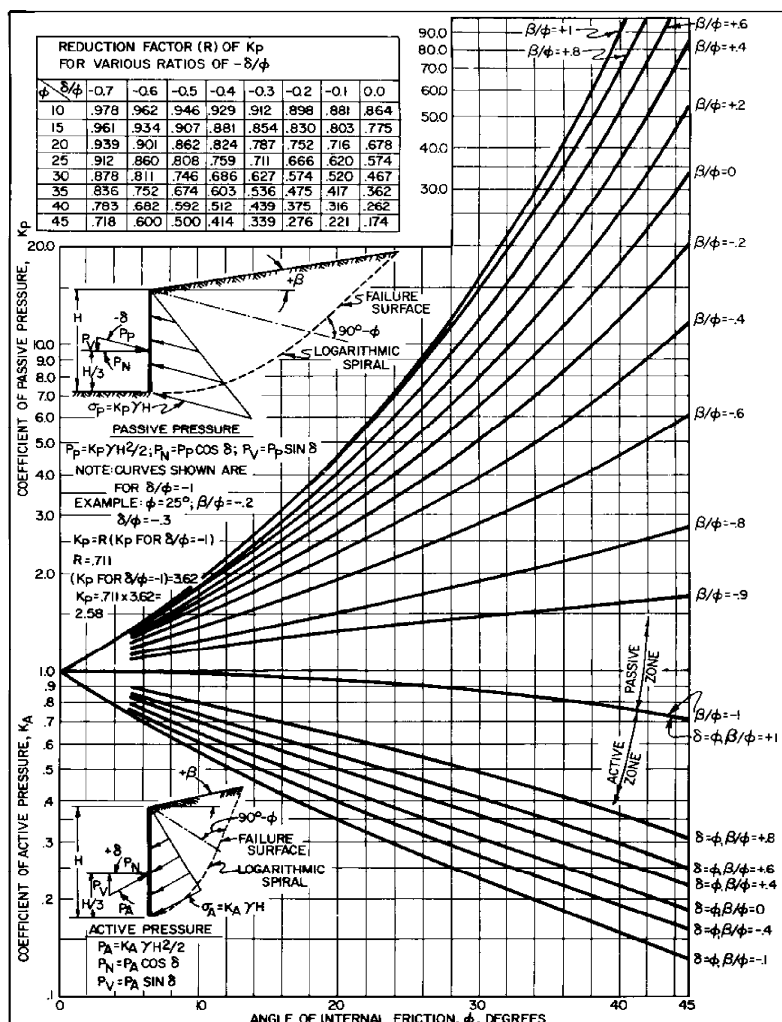 REDUCTION FACTOR (R) OF Kp
FOR VARIOUS RATIOS OF -δ/φ
φ δ/φ -0.7 -0.6 -0.5 -0.4 -0.3 -0.2 -0.1 0.0
10 .978 .962 .946 .929 .912 .898 .881 .864
15 .961 .934 .907 .881 .854 .830 .803 .775
20 .939 .901 .862 .824 .787 .752 .716 .678
25 .912 .860 .808 .759 .711 .666 .620 .574
30 .878 .811 .746 .686 .627 .574 .520 .467
35 .836 .752 .674 .603 .536 .475 .417 .362
40 .783 .682 .592 .512 .439 .375 .316 .262
45 .718 .600 .500 .414 .339 .276 .221 .174
90.0
80.0
70.0
60.0
50.0
40.0
30.0
β/φ=+1
β/φ=+.8
β/φ=+.6
β/φ=+.4
β/φ=+.2
β/φ=0
β/φ=-.2
β/φ=-.4
β/φ=-.6
β/φ=-.8
β/φ=-.9
β/φ=-1
δ=φ,β/φ=+1
δ=φ,β/φ=+.8
δ=φ,β/φ=+.6
δ=φ,β/φ=+.4
δ=φ,β/φ=0
δ=φ,β/φ=-.4
δ=φ,β/φ=-.1
COEFFICIENT OF PASSIVE PRESSURE, Kp
20.0
10.0
9.0
8.0
7.0
6.0
5.0
4.0
3.0
2.0
1.0
.9
.8
.7
.6
.5
.4
.3
.2
.1
COEFFICIENT OF ACTIVE PRESSURE, KA
+β
H
-δ
PV
PP
PN
H/3
FAILURE
SURFACE
90°-φ
LOGARITHMIC
SPIRAL
σP=KP γH
PASSIVE PRESSURE
PP=KP γH2/2; PN=PP COS δ; PV=PP SIN δ
NOTE: CURVES SHOWN ARE
FOR δ/φ=-1
EXAMPLE: φ=25°; β/φ=-.2
δ/φ=-.3
KP=R (KP FOR δ/φ=-1)
R=.711
(KP FOR δ/φ=-1)=3.62
KP=.711 x 3.62=
2.58
PASSIVE
ZONE
ACTIVE
ZONE
+β
H
+δ
PN
PV
PA
H/3
90°-φ
FAILURE
SURFACE
LOGARITHMIC
SPIRAL
σA=KA γH
ACTIVE PRESSURE
PA=KA γH2/2
PN=PA COS δ
PV=PA SIN δ
0 10 20 30 40 45
ANGLE OF INTERNAL FRICTION, φ, DEGREES